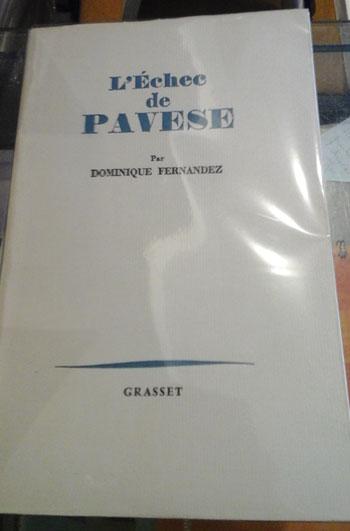 L'Échec
de
PAVESE
Par
DOMINIQUE FERNANDEZ
GRASSET